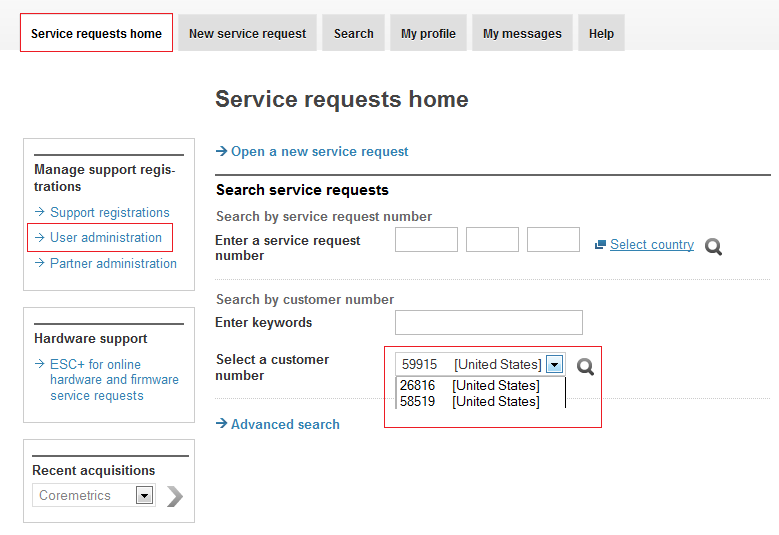 Service requests home
New service request
Search
My profile
My messages
Help
Service requests home
Manage support regis-
trations
Support registrations
User administration
Partner administration
Hardware support
ESC+ for online
hardware and firmware
service requests
Recent acquisitions
Coremetrics
Open a new service request
Search service requests
Search by service request number
Enter a service request
number
Select country
Search by customer number
Enter keywords
Select a customer
number
59915 [United States]
26816 [United States]
58519 [United States]
Advanced search